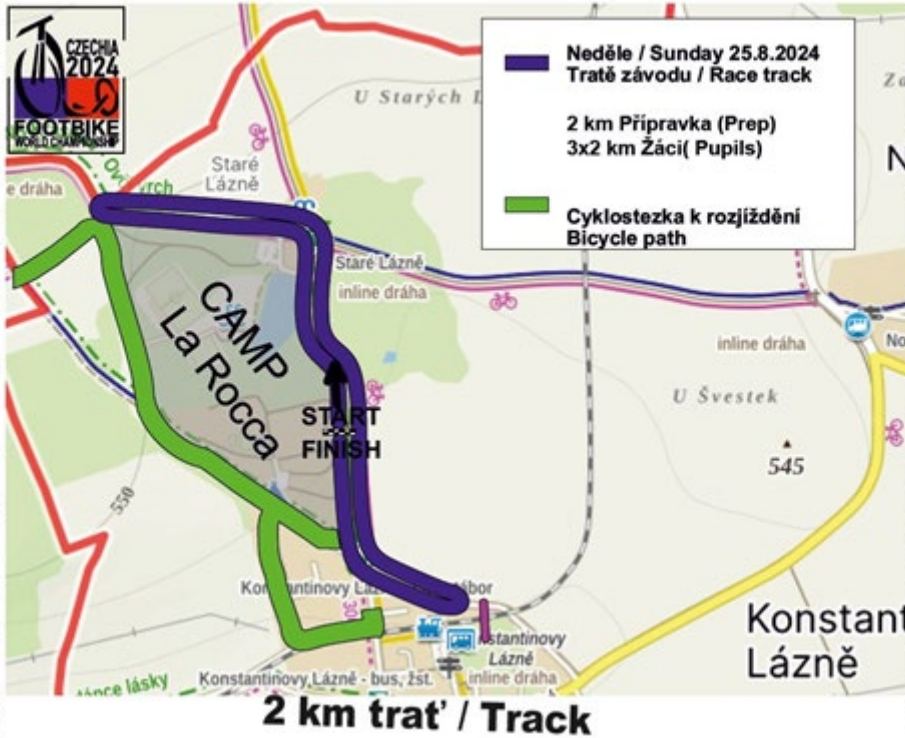 CZECHIA
2024
FOOTBIKE
WORLD CHAMPIONSHIP
Neděle / Sunday 25.8.2024
Tratě závodu / Race track
2 km Přípravka (Prep)
3x2 km Žáci( Pupils)
Cyklostezka k rozjíždění
Bicycle path
U Starých
Staré
Lázně
dráha
Staré Lázně
inline dráha
CAMP
La Rocca
START
FINISH
inline dráha
No
U Švestek
545
550
30
Konstant
Lázně
Konstantinovy Lázně
inline dráha
Konstantinovy Lázně - bus, žst.
lásky
2 km trať / Track